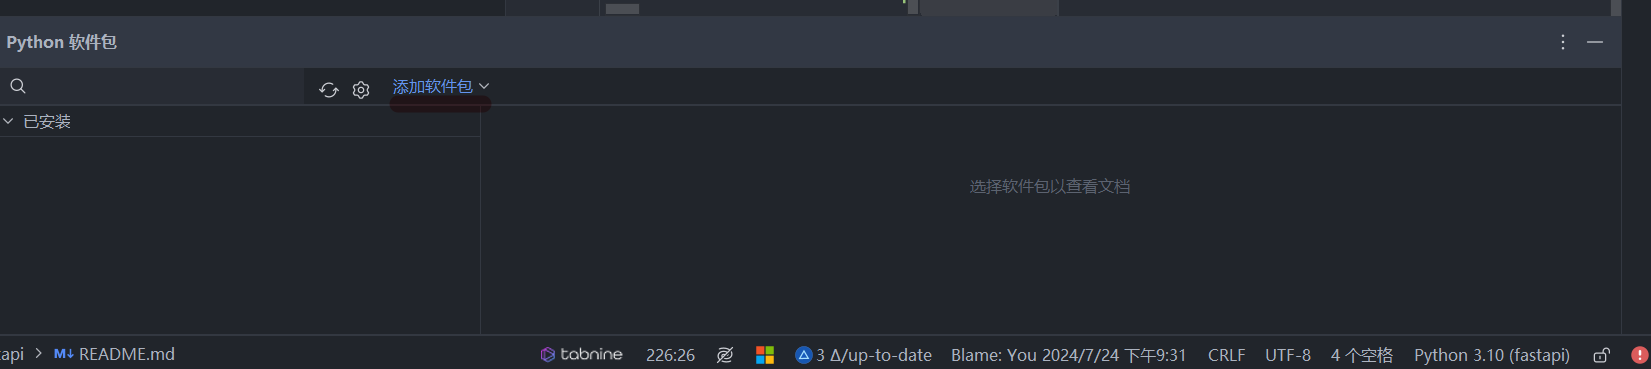 Python 软件包
添加软件包
已安装
选择软件包以查看文档
api > M↓ README.md tabnine 226:26 3 Δ/up-to-date Blame: You 2024/7/24 下午9:31 CRLF UTF-8 4 个空格 Python 3.10 (fastapi)